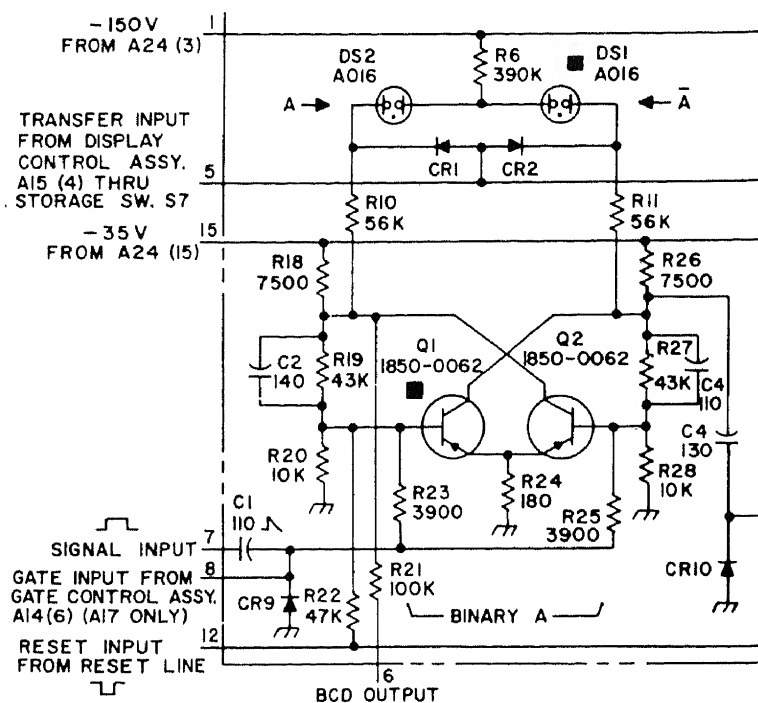 -150V
FROM A24 (3)
1
DS2
A016
R6
390K
DS1
A016
A
Ā
TRANSFER INPUT
FROM DISPLAY
CONTROL ASSY.
A15 (4) THRU
STORAGE SW. S7
5
CR1
CR2
R10
56K
R11
56K
-35V
FROM A24 (15)
15
R18
7500
R26
7500
C2
140
R19
43K
Q1
1850-0062
Q2
1850-0062
R27
43K
C4
110
C4
130
R20
10K
R23
3900
R24
180
R25
3900
R28
10K
C1
110
SIGNAL INPUT
7
GATE INPUT FROM
GATE CONTROL ASSY.
A14(6) (A17 ONLY)
8
CR9
R22
47K
R21
100K
BINARY A
CR10
RESET INPUT
FROM RESET LINE
12
6
BCD OUTPUT